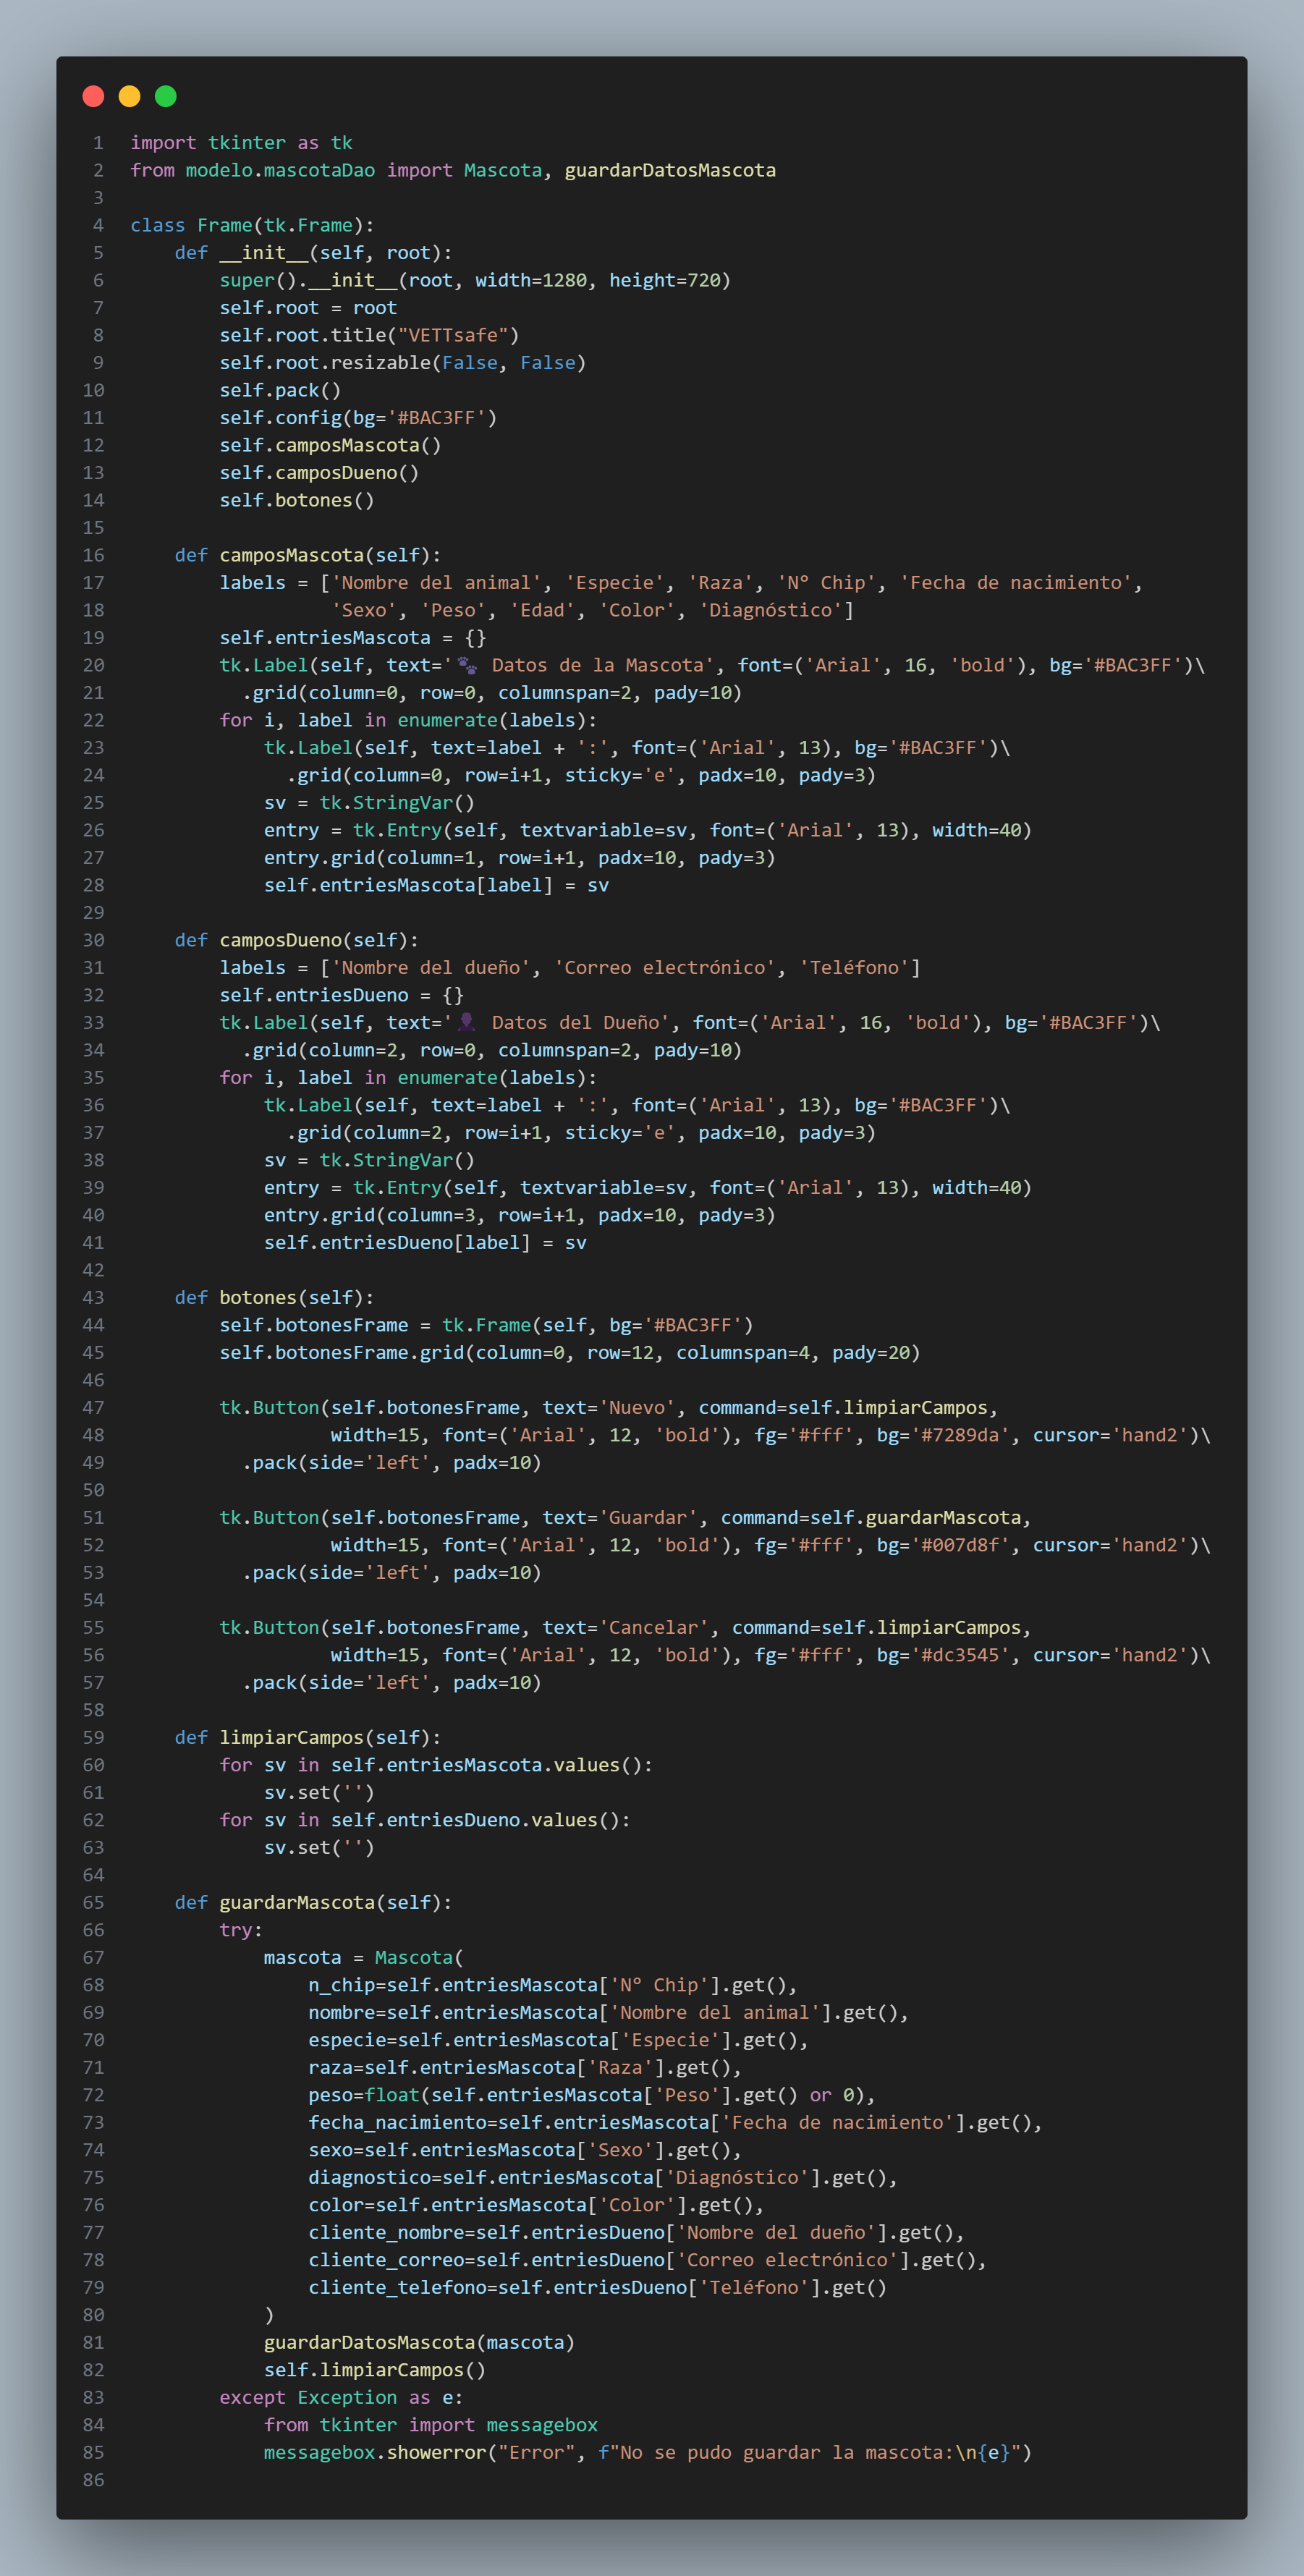 1 import tkinter as tk
2 from modelo.mascotaDao import Mascota, guardarDatosMascota
3
4 class Frame(tk.Frame):
5     def __init__(self, root):
6         super().__init__(root, width=1280, height=720)
7         self.root = root
8         self.root.title("VETTsafe")
9         self.root.resizable(False, False)
10         self.pack()
11         self.config(bg='#BAC3FF')
12         self.camposMascota()
13         self.camposDueno()
14         self.botones()
15
16     def camposMascota(self):
17         labels = ['Nombre del animal', 'Especie', 'Raza', 'N° Chip', 'Fecha de nacimiento',
18                   'Sexo', 'Peso', 'Edad', 'Color', 'Diagnóstico']
19         self.entriesMascota = {}
20         tk.Label(self, text='🐾 Datos de la Mascota', font=('Arial', 16, 'bold'), bg='#BAC3FF')\
21           .grid(column=0, row=0, columnspan=2, pady=10)
22         for i, label in enumerate(labels):
23             tk.Label(self, text=label + ':', font=('Arial', 13), bg='#BAC3FF')\
24               .grid(column=0, row=i+1, sticky='e', padx=10, pady=3)
25             sv = tk.StringVar()
26             entry = tk.Entry(self, textvariable=sv, font=('Arial', 13), width=40)
27             entry.grid(column=1, row=i+1, padx=10, pady=3)
28             self.entriesMascota[label] = sv
29
30     def camposDueno(self):
31         labels = ['Nombre del dueño', 'Correo electrónico', 'Teléfono']
32         self.entriesDueno = {}
33         tk.Label(self, text='👤 Datos del Dueño', font=('Arial', 16, 'bold'), bg='#BAC3FF')\
34           .grid(column=2, row=0, columnspan=2, pady=10)
35         for i, label in enumerate(labels):
36             tk.Label(self, text=label + ':', font=('Arial', 13), bg='#BAC3FF')\
37               .grid(column=2, row=i+1, sticky='e', padx=10, pady=3)
38             sv = tk.StringVar()
39             entry = tk.Entry(self, textvariable=sv, font=('Arial', 13), width=40)
40             entry.grid(column=3, row=i+1, padx=10, pady=3)
41             self.entriesDueno[label] = sv
42
43     def botones(self):
44         self.botonesFrame = tk.Frame(self, bg='#BAC3FF')
45         self.botonesFrame.grid(column=0, row=12, columnspan=4, pady=20)
46
47         tk.Button(self.botonesFrame, text='Nuevo', command=self.limpiarCampos,
48                   width=15, font=('Arial', 12, 'bold'), fg='#fff', bg='#7289da', cursor='hand2')\
49           .pack(side='left', padx=10)
50
51         tk.Button(self.botonesFrame, text='Guardar', command=self.guardarMascota,
52                   width=15, font=('Arial', 12, 'bold'), fg='#fff', bg='#007d8f', cursor='hand2')\
53           .pack(side='left', padx=10)
54
55         tk.Button(self.botonesFrame, text='Cancelar', command=self.limpiarCampos,
56                   width=15, font=('Arial', 12, 'bold'), fg='#fff', bg='#dc3545', cursor='hand2')\
57           .pack(side='left', padx=10)
58
59     def limpiarCampos(self):
60         for sv in self.entriesMascota.values():
61             sv.set('')
62         for sv in self.entriesDueno.values():
63             sv.set('')
64
65     def guardarMascota(self):
66         try:
67             mascota = Mascota(
68                 n_chip=self.entriesMascota['N° Chip'].get(),
69                 nombre=self.entriesMascota['Nombre del animal'].get(),
70                 especie=self.entriesMascota['Especie'].get(),
71                 raza=self.entriesMascota['Raza'].get(),
72                 peso=float(self.entriesMascota['Peso'].get() or 0),
73                 fecha_nacimiento=self.entriesMascota['Fecha de nacimiento'].get(),
74                 sexo=self.entriesMascota['Sexo'].get(),
75                 diagnostico=self.entriesMascota['Diagnóstico'].get(),
76                 color=self.entriesMascota['Color'].get(),
77                 cliente_nombre=self.entriesDueno['Nombre del dueño'].get(),
78                 cliente_correo=self.entriesDueno['Correo electrónico'].get(),
79                 cliente_telefono=self.entriesDueno['Teléfono'].get()
80             )
81             guardarDatosMascota(mascota)
82             self.limpiarCampos()
83         except Exception as e:
84             from tkinter import messagebox
85             messagebox.showerror("Error", f"No se pudo guardar la mascota:\n{e}")
86